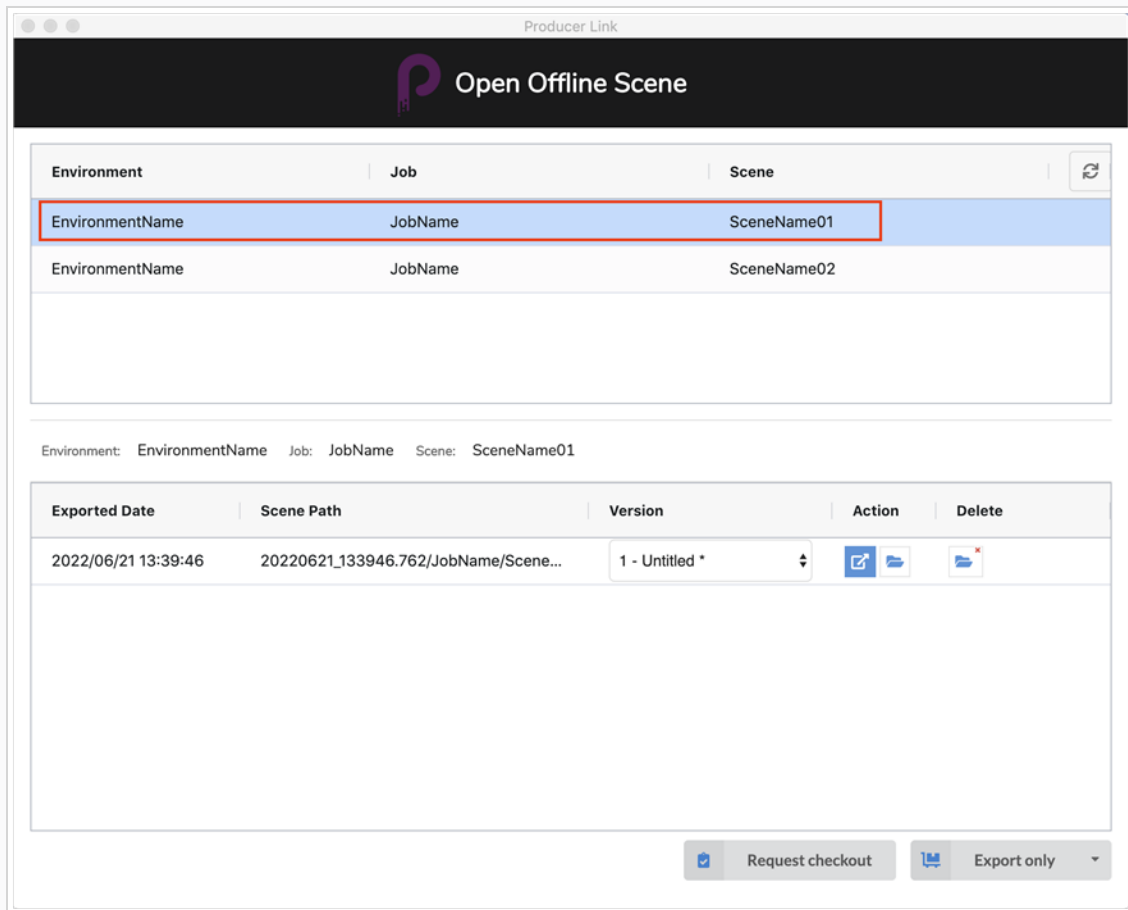 Producer Link
Open Offline Scene
Environment Job Scene
EnvironmentName JobName SceneName01
EnvironmentName JobName SceneName02
Environment: EnvironmentName Job: JobName Scene: SceneName01
Exported Date Scene Path Version Action Delete
2022/06/21 13:39:46 20220621_133946.762/JobName/Scene... 1 - Untitled *
Request checkout Export only